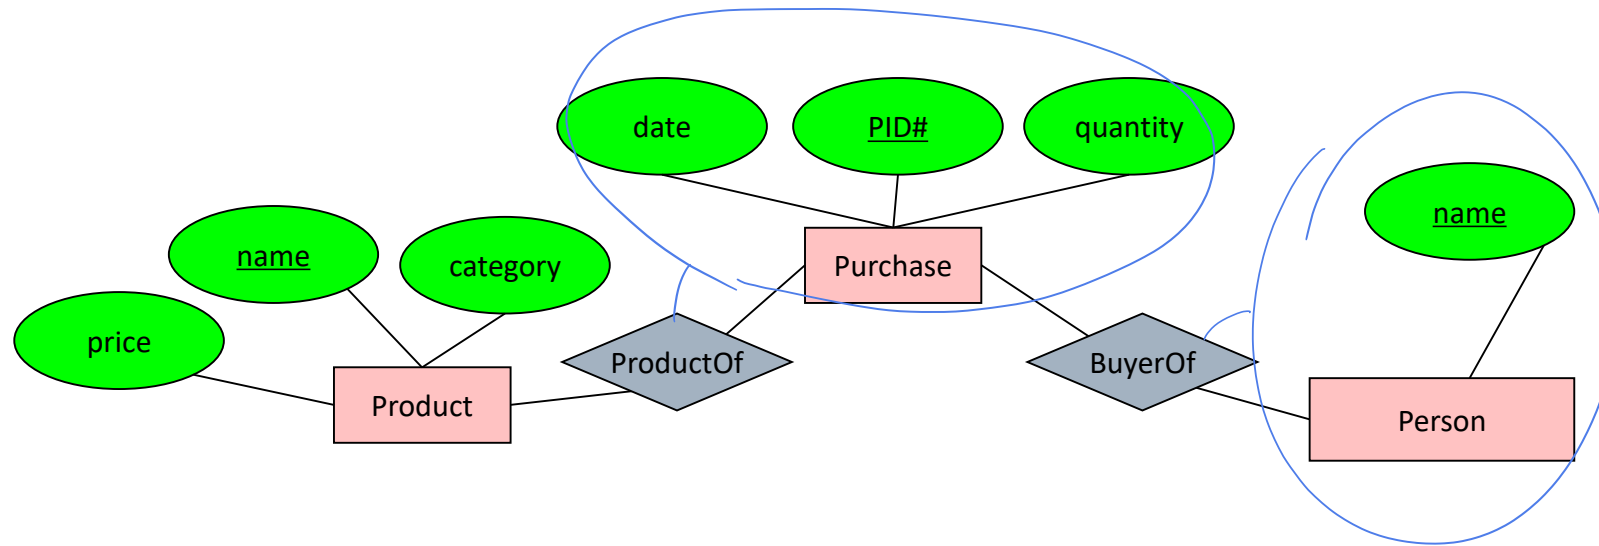 date
PID#
quantity
name
name
category
Purchase
price
ProductOf
BuyerOf
Product
Person